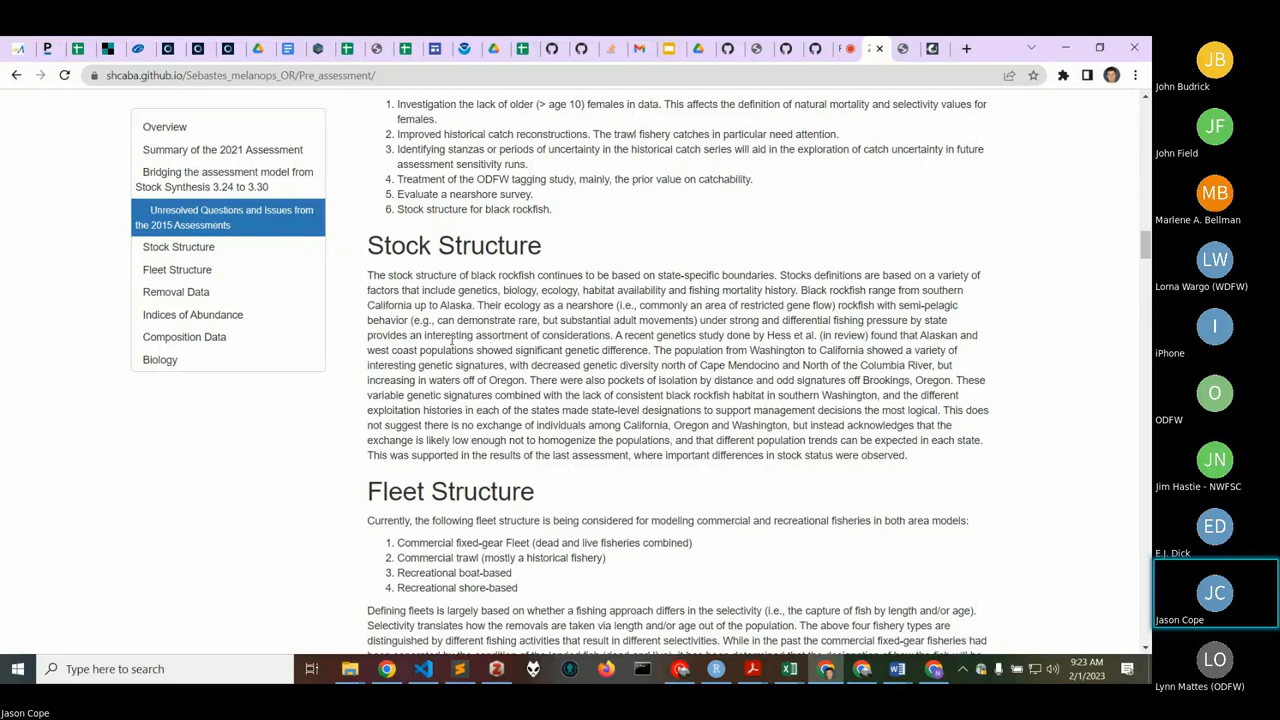 shcaba.github.io/Sebastes_melanops_OR/Pre_assessment/
Overview
Summary of the 2021 Assessment
Bridging the assessment model from
Stock Synthesis 3.24 to 3.30
Unresolved Questions and Issues from
the 2015 Assessments
Stock Structure
Fleet Structure
Removal Data
Indices of Abundance
Composition Data
Biology
1. Investigation the lack of older (> age 10) females in data. This affects the definition of natural mortality and selectivity values for
females.
2. Improved historical catch reconstructions. The trawl fishery catches in particular need attention.
3. Identifying stanzas or periods of uncertainty in the historical catch series will aid in the exploration of catch uncertainty in future
assessment sensitivity runs.
4. Treatment of the ODFW tagging study, mainly, the prior value on catchability.
5. Evaluate a nearshore survey.
6. Stock structure for black rockfish.
Stock Structure
The stock structure of black rockfish continues to be based on state-specific boundaries. Stocks definitions are based on a variety of
factors that include genetics, biology, ecology, habitat availability and fishing mortality history. Black rockfish range from southern
California up to Alaska. Their ecology as a nearshore (i.e., commonly an area of restricted gene flow) rockfish with semi-pelagic
behavior (e.g., can demonstrate rare, but substantial adult movements) under strong and differential fishing pressure by state
provides an interesting assortment of considerations. A recent genetics study done by Hess et al. (in review) found that Alaskan and
west coast populations showed significant genetic difference. The population from Washington to California showed a variety of
interesting genetic signatures, with decreased genetic diversity north of Cape Mendocino and North of the Columbia River, but
increasing in waters off of Oregon. There were also pockets of isolation by distance and odd signatures off Brookings, Oregon. These
variable genetic signatures combined with the lack of consistent black rockfish habitat in southern Washington, and the different
exploitation histories in each of the states made state-level designations to support management decisions the most logical. This does
not suggest there is no exchange of individuals among California, Oregon and Washington, but instead acknowledges that the
exchange is likely low enough not to homogenize the populations, and that different population trends can be expected in each state.
This was supported in the results of the last assessment, where important differences in stock status were observed.
Fleet Structure
Currently, the following fleet structure is being considered for modeling commercial and recreational fisheries in both area models:
1. Commercial fixed-gear Fleet (dead and live fisheries combined)
2. Commercial trawl (mostly a historical fishery)
3. Recreational boat-based
4. Recreational shore-based
Defining fleets is largely based on whether a fishing approach differs in the selectivity (i.e., the capture of fish by length and/or age).
Selectivity translates how the removals are taken via length and/or age out of the population. The above four fishery types are
distinguished by different fishing activities that result in different selectivities. While in the past the commercial fixed-gear fisheries had
JB
John Budrick
JF
John Field
MB
Marlene A. Bellman
LW
Lorna Wargo (WDFW)
I
iPhone
O
ODFW
JN
Jim Hastie - NWFSC
ED
E.J. Dick
JC
Jason Cope
LO
Lynn Mattes (ODFW)
Type here to search
9:23 AM
2/1/2023
Jason Cope